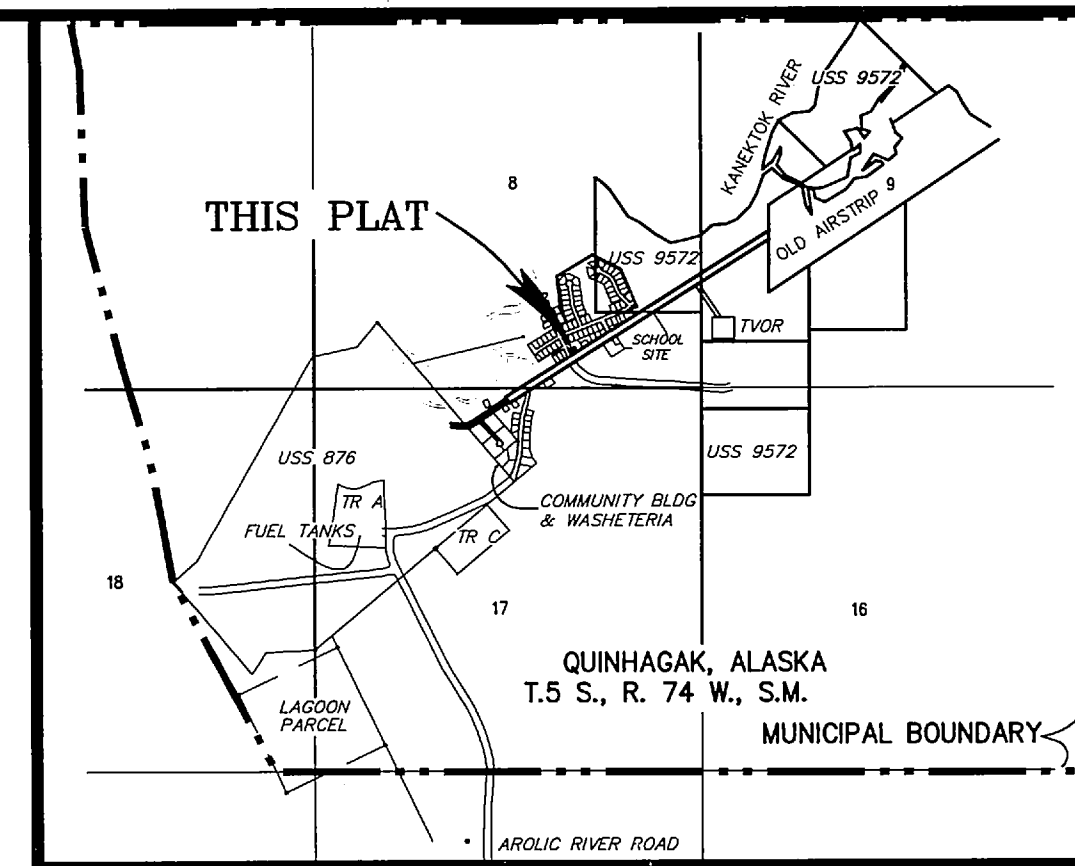 KANEKTOK RIVER
USS 9572
8
THIS PLAT
OLD AIRSTRIP
9
USS 9572
TVOR
SCHOOL
SITE
USS 876
USS 9572
TR A
COMMUNITY BLDG
& WASHETERIA
FUEL TANKS
TR C
18
17
16
QUINHAGAK, ALASKA
T.5 S., R. 74 W., S.M.
LAGOON
PARCEL
MUNICIPAL BOUNDARY
AROLIC RIVER ROAD